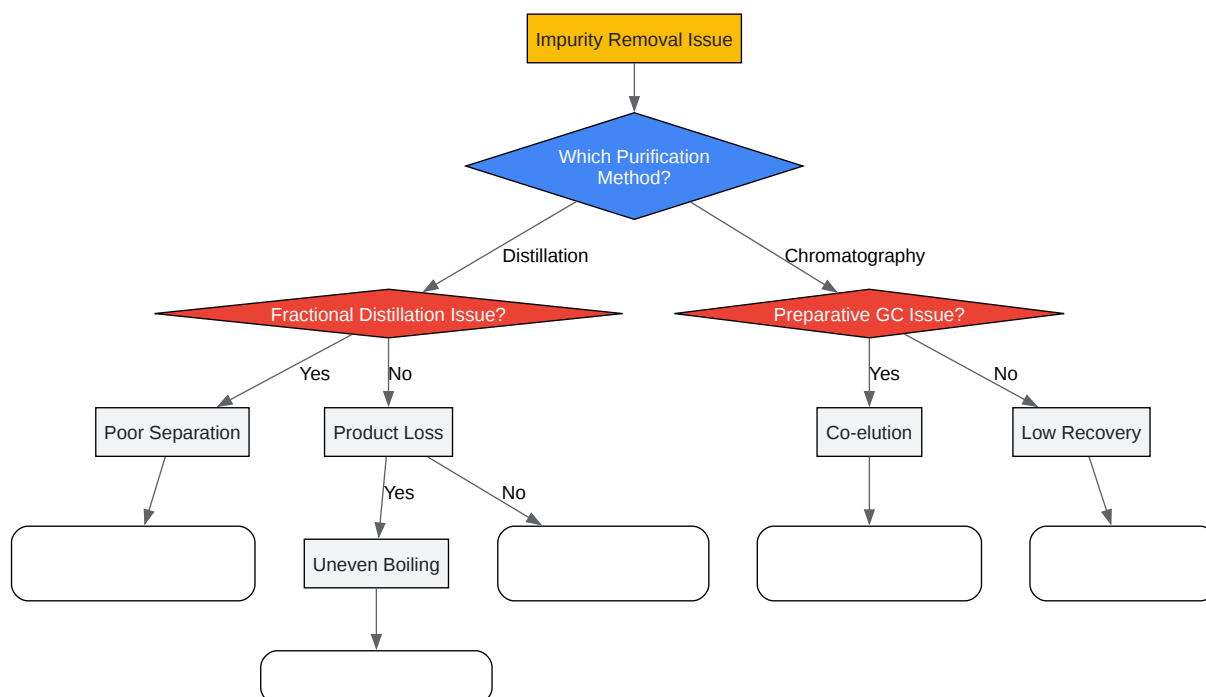 Impurity Removal Issue
Which Purification
Method?
Distillation
Chromatography
Fractional Distillation Issue?
Preparative GC Issue?
Yes
No
Yes
No
Poor Separation
Product Loss
Co-elution
Low Recovery
Yes
No
Uneven Boiling